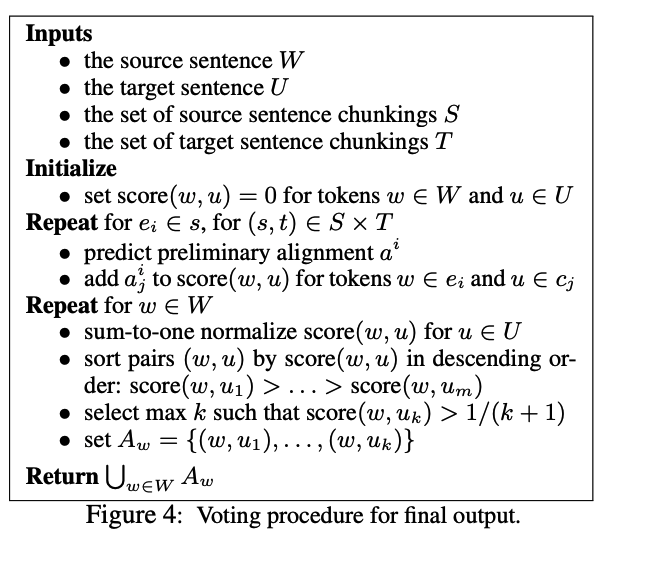 Inputs
• the source sentence W
• the target sentence U
• the set of source sentence chunkings S
• the set of target sentence chunkings T
Initialize
• set score(w, u) = 0 for tokens w ∈ W and u ∈ U
Repeat for eᵢ ∈ s, for (s, t) ∈ S × T
• predict preliminary alignment aⁱ
• add aⁱⱼ to score(w, u) for tokens w ∈ eᵢ and u ∈ cⱼ
Repeat for w ∈ W
• sum-to-one normalize score(w, u) for u ∈ U
• sort pairs (w, u) by score(w, u) in descending or-
der: score(w, u₁) > . . . > score(w, uₘ)
• select max k such that score(w, uₖ) > 1/(k + 1)
• set A_w = {(w, u₁), . . . , (w, uₖ)}
Return ⋃_{w∈W} A_w
Figure 4: Voting procedure for final output.